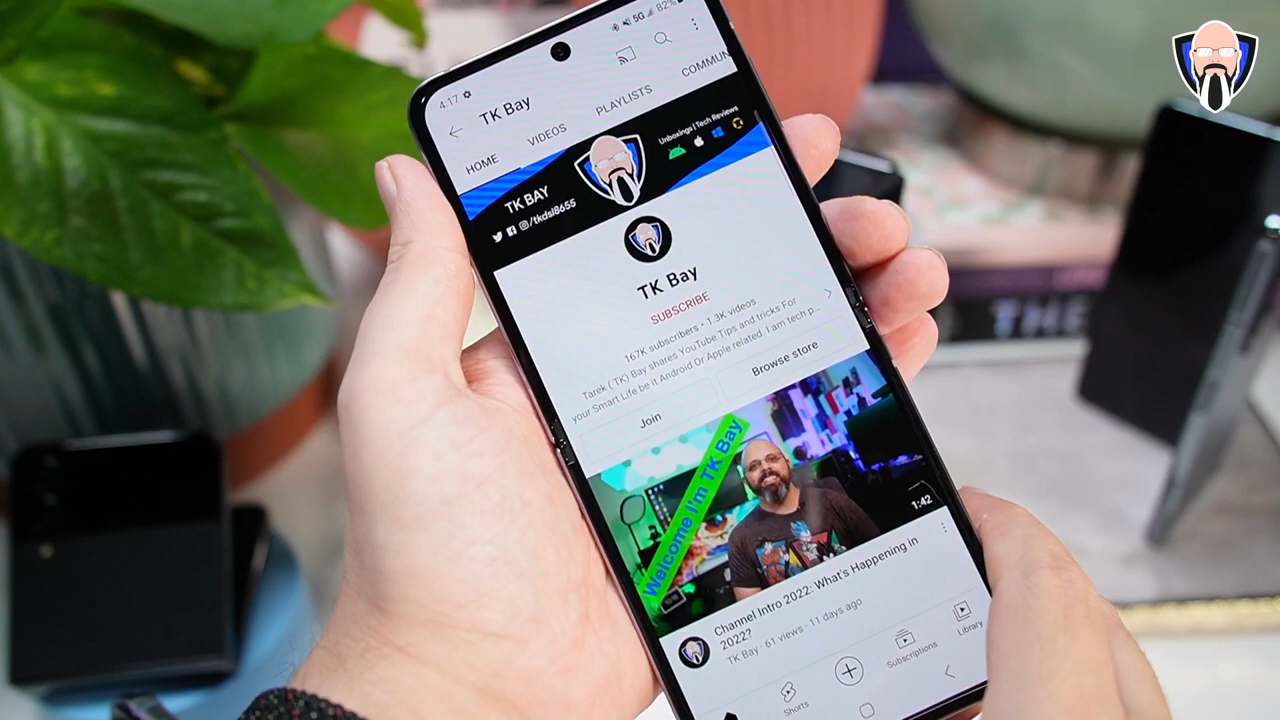 4:17
5G 82%
TK Bay
HOME VIDEOS PLAYLISTS COMMUN
Unboxings | Tech Reviews
TK BAY
/tkdsl8655
TK Bay
SUBSCRIBE
167K subscribers • 1.3K videos
Tarek ( TK) Bay shares YouTube Tips and tricks For
your Smart Life be it Android Or Apple related. I am tech p...
Join
Browse store
Welcome I'm TK Bay
1:42
Channel Intro 2022: What's Happening in
2022?
TK Bay · 61 views · 11 days ago
Shorts
Subscriptions
Library
THE